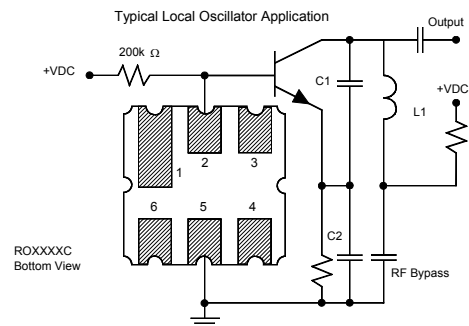 Typical Local Oscillator Application
Output
200k Ω
+VDC
C1
+VDC
L1
1
2
3
6
5
4
C2
ROXXXXC
Bottom View
RF Bypass